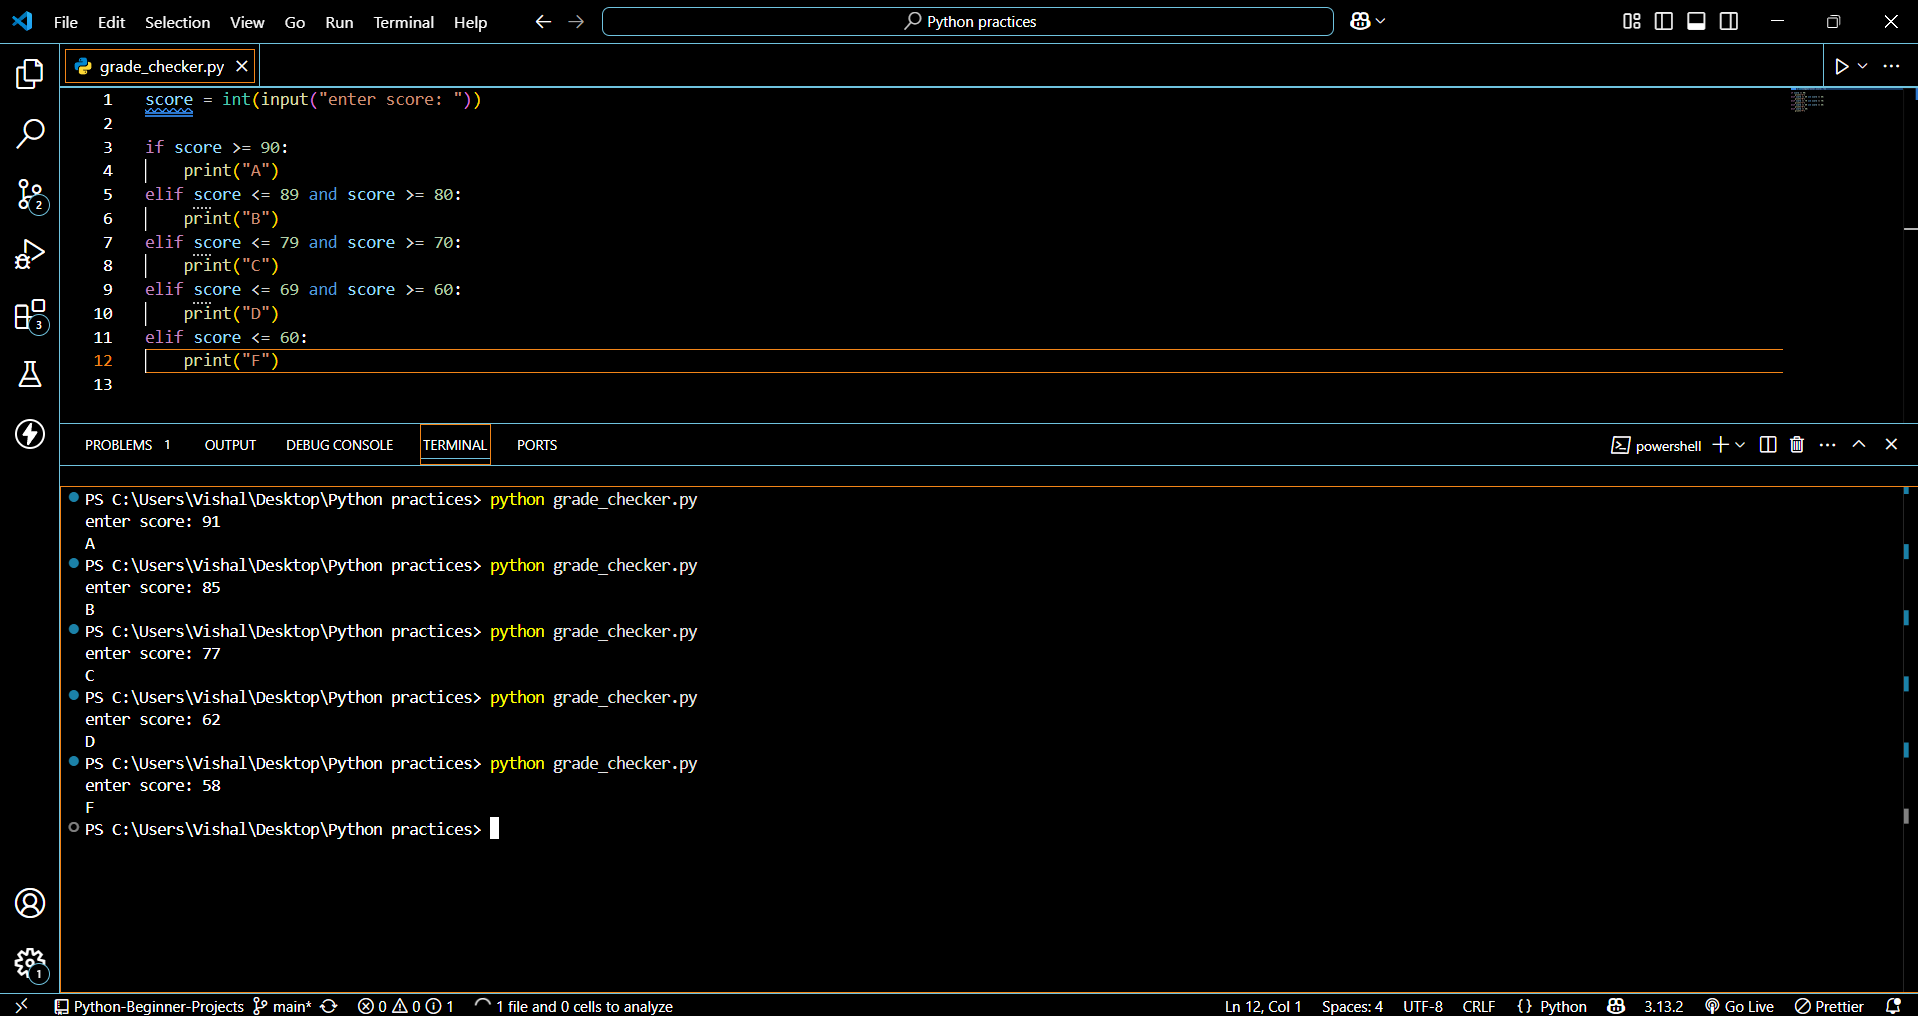 File Edit Selection View Go Run Terminal Help Python practices
grade_checker.py
1 score = int(input("enter score: "))
2
3 if score >= 90:
4 print("A")
5 elif score <= 89 and score >= 80:
6 print("B")
7 elif score <= 79 and score >= 70:
8 print("C")
9 elif score <= 69 and score >= 60:
10 print("D")
11 elif score <= 60:
12 print("F")
13
2
3
PROBLEMS 1 OUTPUT DEBUG CONSOLE TERMINAL PORTS powershell
PS C:\Users\Vishal\Desktop\Python practices> python grade_checker.py
enter score: 91
A
PS C:\Users\Vishal\Desktop\Python practices> python grade_checker.py
enter score: 85
B
PS C:\Users\Vishal\Desktop\Python practices> python grade_checker.py
enter score: 77
C
PS C:\Users\Vishal\Desktop\Python practices> python grade_checker.py
enter score: 62
D
PS C:\Users\Vishal\Desktop\Python practices> python grade_checker.py
enter score: 58
F
PS C:\Users\Vishal\Desktop\Python practices>
1
Python-Beginner-Projects main* 0 0 1 1 file and 0 cells to analyze Ln 12, Col 1 Spaces: 4 UTF-8 CRLF {} Python 3.13.2 Go Live Prettier